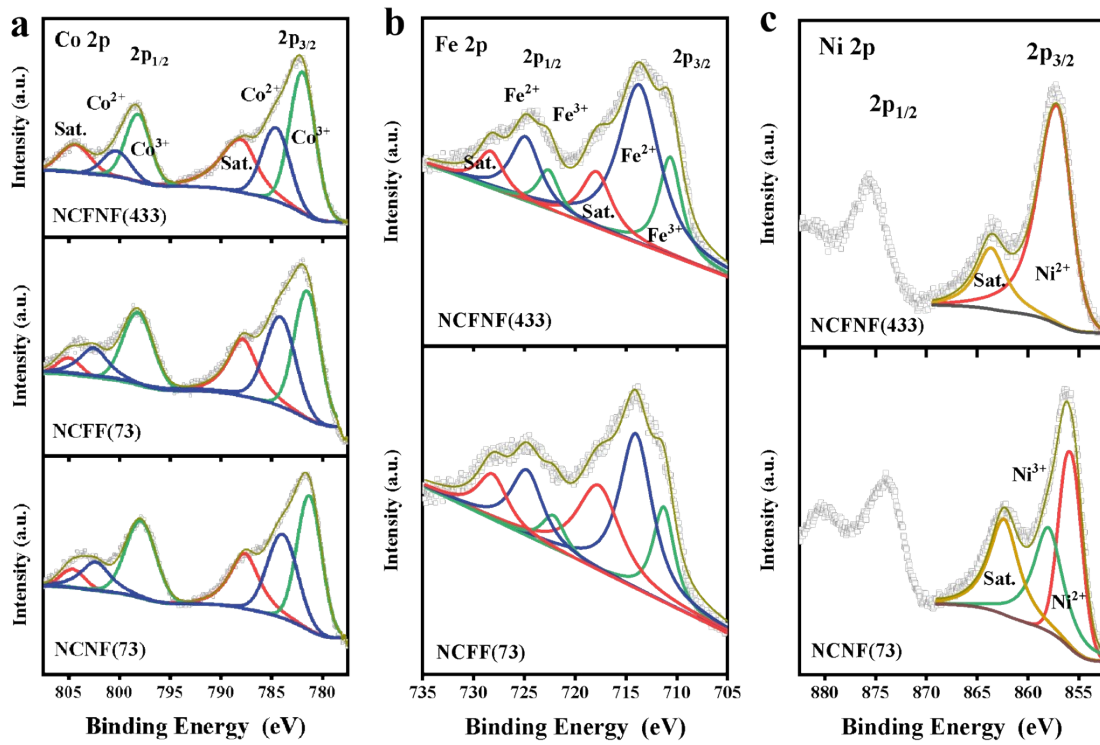 a
Co 2p
2p1/2
2p3/2
Co2+
Co2+
Sat.
Co3+
Sat.
Co3+
NCFNF(433)
Intensity (a.u.)
NCFF(73)
Intensity (a.u.)
NCNF(73)
Intensity (a.u.)
805 800 795 790 785 780
Binding Energy (eV)
b
Fe 2p
2p1/2
2p3/2
Fe2+
Fe3+
Sat.
Fe2+
Sat.
Fe3+
NCFNF(433)
Intensity (a.u.)
NCFF(73)
Intensity (a.u.)
735 730 725 720 715 710 705
Binding Energy (eV)
c
Ni 2p
2p3/2
2p1/2
Sat.
Ni2+
NCFNF(433)
Intensity (a.u.)
Ni3+
Sat.
Ni2+
NCNF(73)
Intensity (a.u.)
880 875 870 865 860 855
Binding Energy (eV)